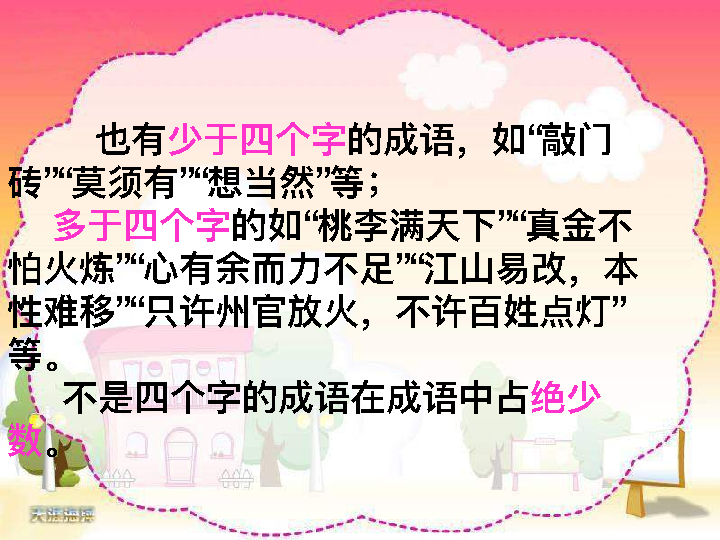 也有少于四个字的成语，如“敲门
砖”“莫须有”“想当然”等；
多于四个字的如“桃李满天下”“真金不
怕火炼”“心有余而力不足”“江山易改，本
性难移”“只许州官放火，不许百姓点灯”
等。
不是四个字的成语在成语中占绝少
数。
天涯海滨